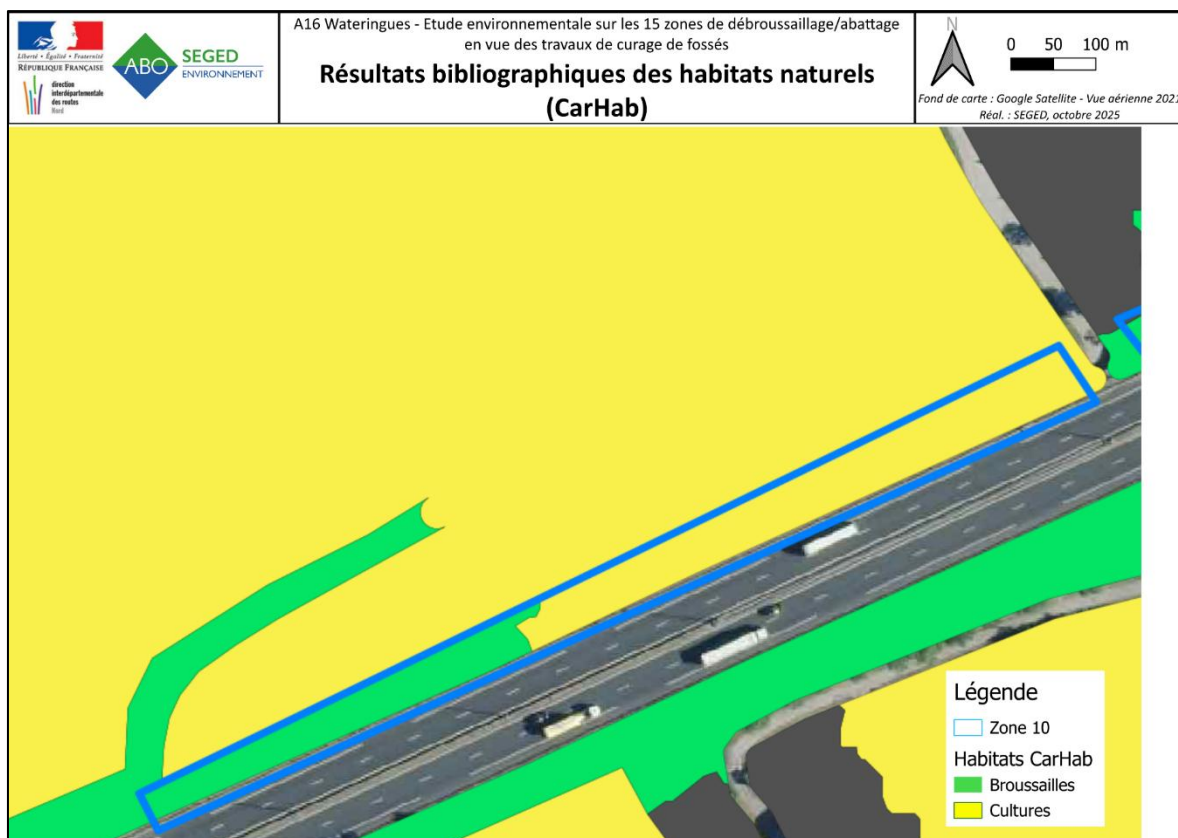 Liberté • Égalité • Fraternité
RÉPUBLIQUE FRANÇAISE
direction
interdépartementale
des routes
Nord
ABO
SEGED
ENVIRONNEMENT
A16 Wateringues - Etude environnementale sur les 15 zones de débroussaillage/abattage
en vue des travaux de curage de fossés
Résultats bibliographiques des habitats naturels
(CarHab)
N
0 50 100 m
Fond de carte : Google Satellite - Vue aérienne 2021
Réal. : SEGED, octobre 2025
Légende
Zone 10
Habitats CarHab
Broussailles
Cultures